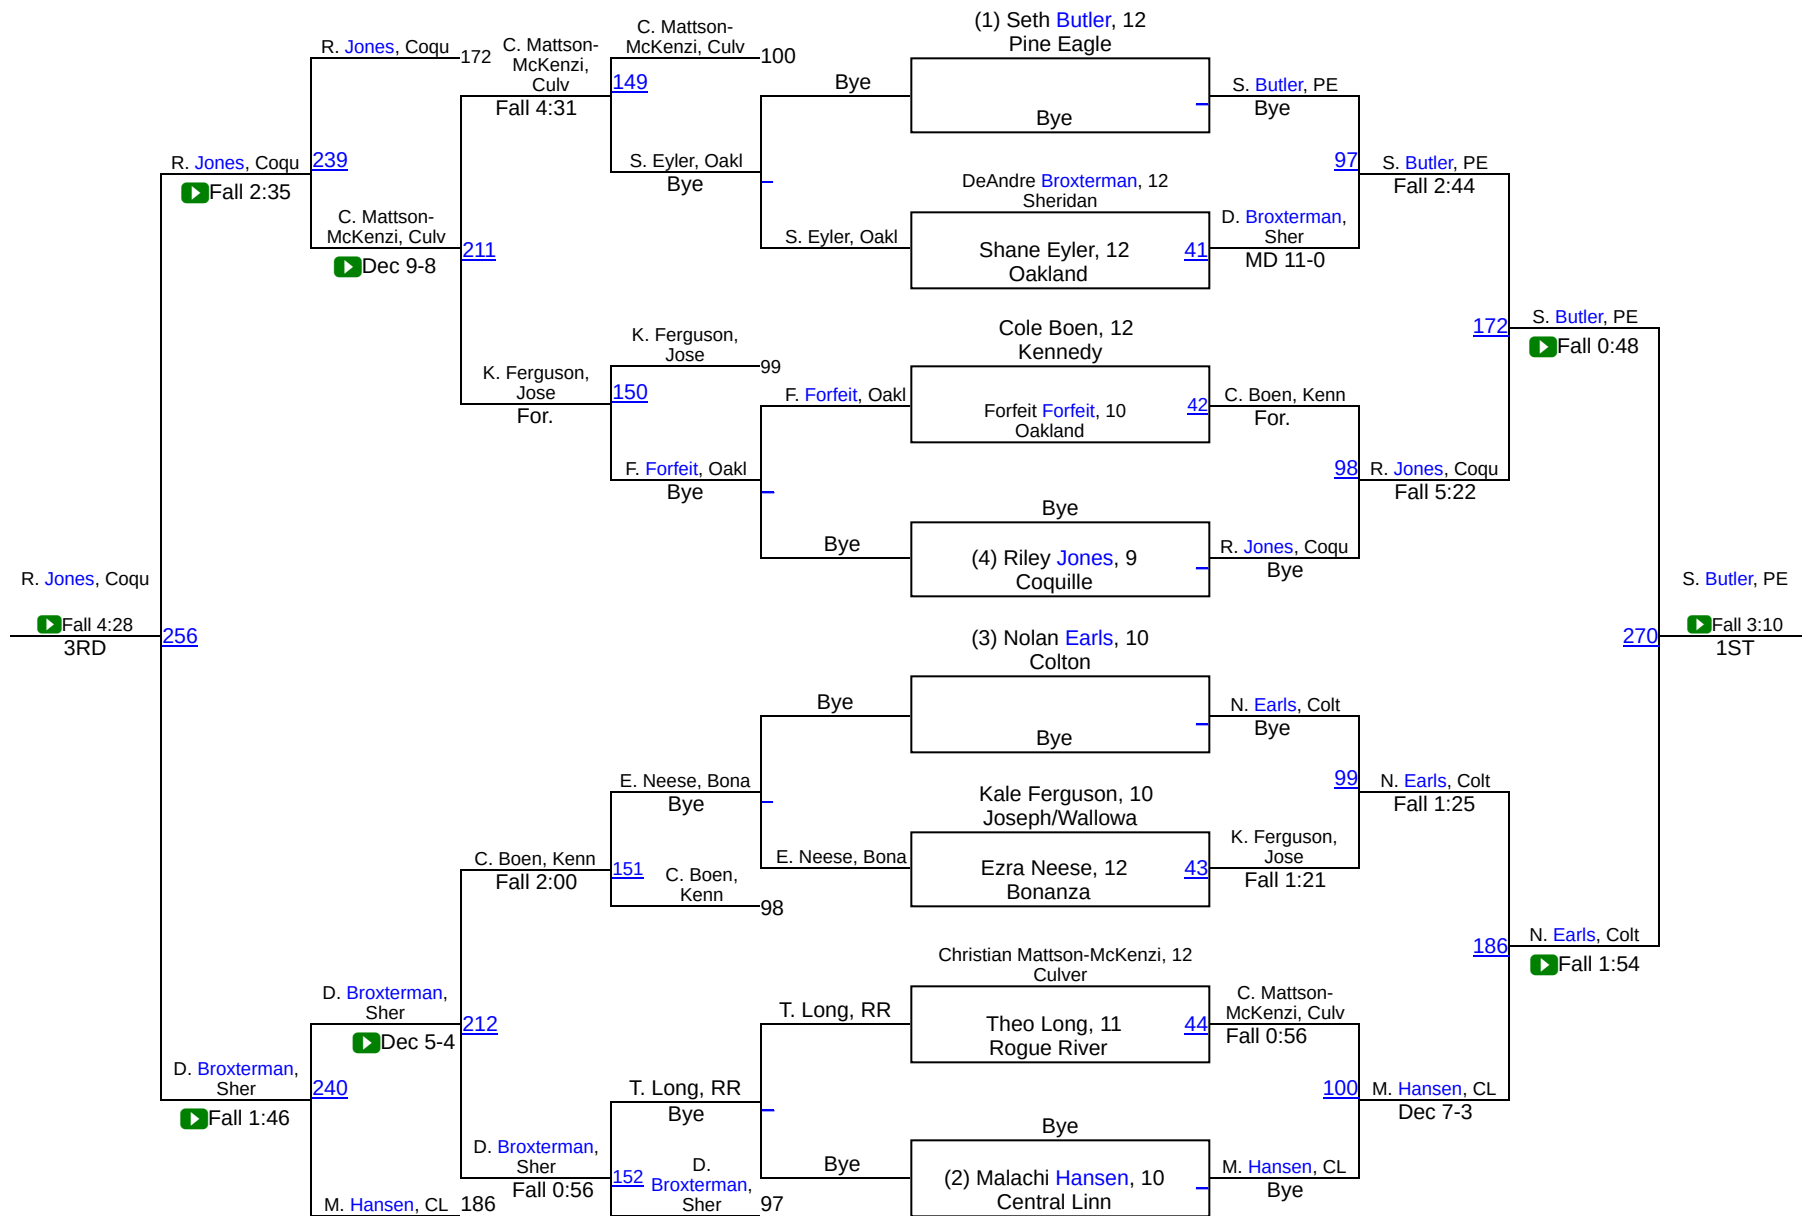 (1) Seth Butler, 12
Pine Eagle
Bye
DeAndre Broxterman, 12
Sheridan
Shane Eyler, 12
Oakland
41
Cole Boen, 12
Kennedy
Forfeit Forfeit, 10
Oakland
42
Bye
(4) Riley Jones, 9
Coquille
(3) Nolan Earls, 10
Colton
Bye
Kale Ferguson, 10
Joseph/Wallowa
Ezra Neese, 12
Bonanza
43
Christian Mattson-McKenzi, 12
Culver
Theo Long, 11
Rogue River
44
Bye
(2) Malachi Hansen, 10
Central Linn
S. Butler, PE
Bye
97
D. Broxterman,
Sher
MD 11-0
C. Boen, Kenn
For.
98
R. Jones, Coqu
Bye
N. Earls, Colt
Bye
99
K. Ferguson,
Jose
Fall 1:21
C. Mattson-
McKenzi, Culv
Fall 0:56
100
M. Hansen, CL
Bye
S. Butler, PE
Fall 2:44
172
R. Jones, Coqu
Fall 5:22
N. Earls, Colt
Fall 1:25
186
M. Hansen, CL
Dec 7-3
S. Butler, PE
Fall 0:48
270
N. Earls, Colt
Fall 1:54
S. Butler, PE
Fall 3:10
1ST
Bye
S. Eyler, Oakl
F. Forfeit, Oakl
Bye
Bye
E. Neese, Bona
T. Long, RR
Bye
C. Mattson-
McKenzi, Culv
100
149
S. Eyler, Oakl
Bye
K. Ferguson,
Jose
99
150
F. Forfeit, Oakl
Bye
E. Neese, Bona
Bye
151
C. Boen,
Kenn
98
T. Long, RR
Bye
152
D.
Broxterman,
Sher
97
C. Mattson-
McKenzi,
Culv
Fall 4:31
211
K. Ferguson,
Jose
For.
C. Boen, Kenn
Fall 2:00
212
D. Broxterman,
Sher
Fall 0:56
R. Jones, Coqu
172
239
C. Mattson-
McKenzi, Culv
Dec 9-8
D. Broxterman,
Sher
Dec 5-4
240
M. Hansen, CL
186
R. Jones, Coqu
Fall 2:35
256
D. Broxterman,
Sher
Fall 1:46
R. Jones, Coqu
Fall 4:28
3RD